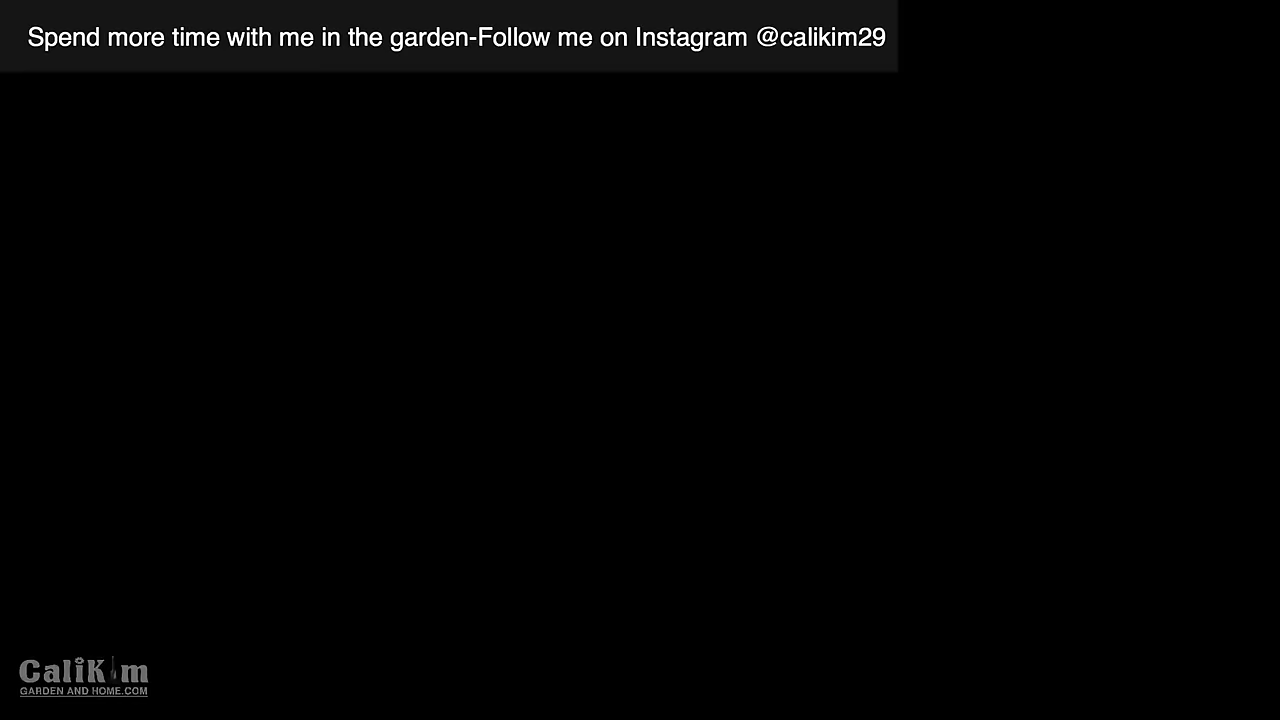 Spend more time with me in the garden-Follow me on Instagram @calikim29
CaliKim
GARDEN AND HOME.COM